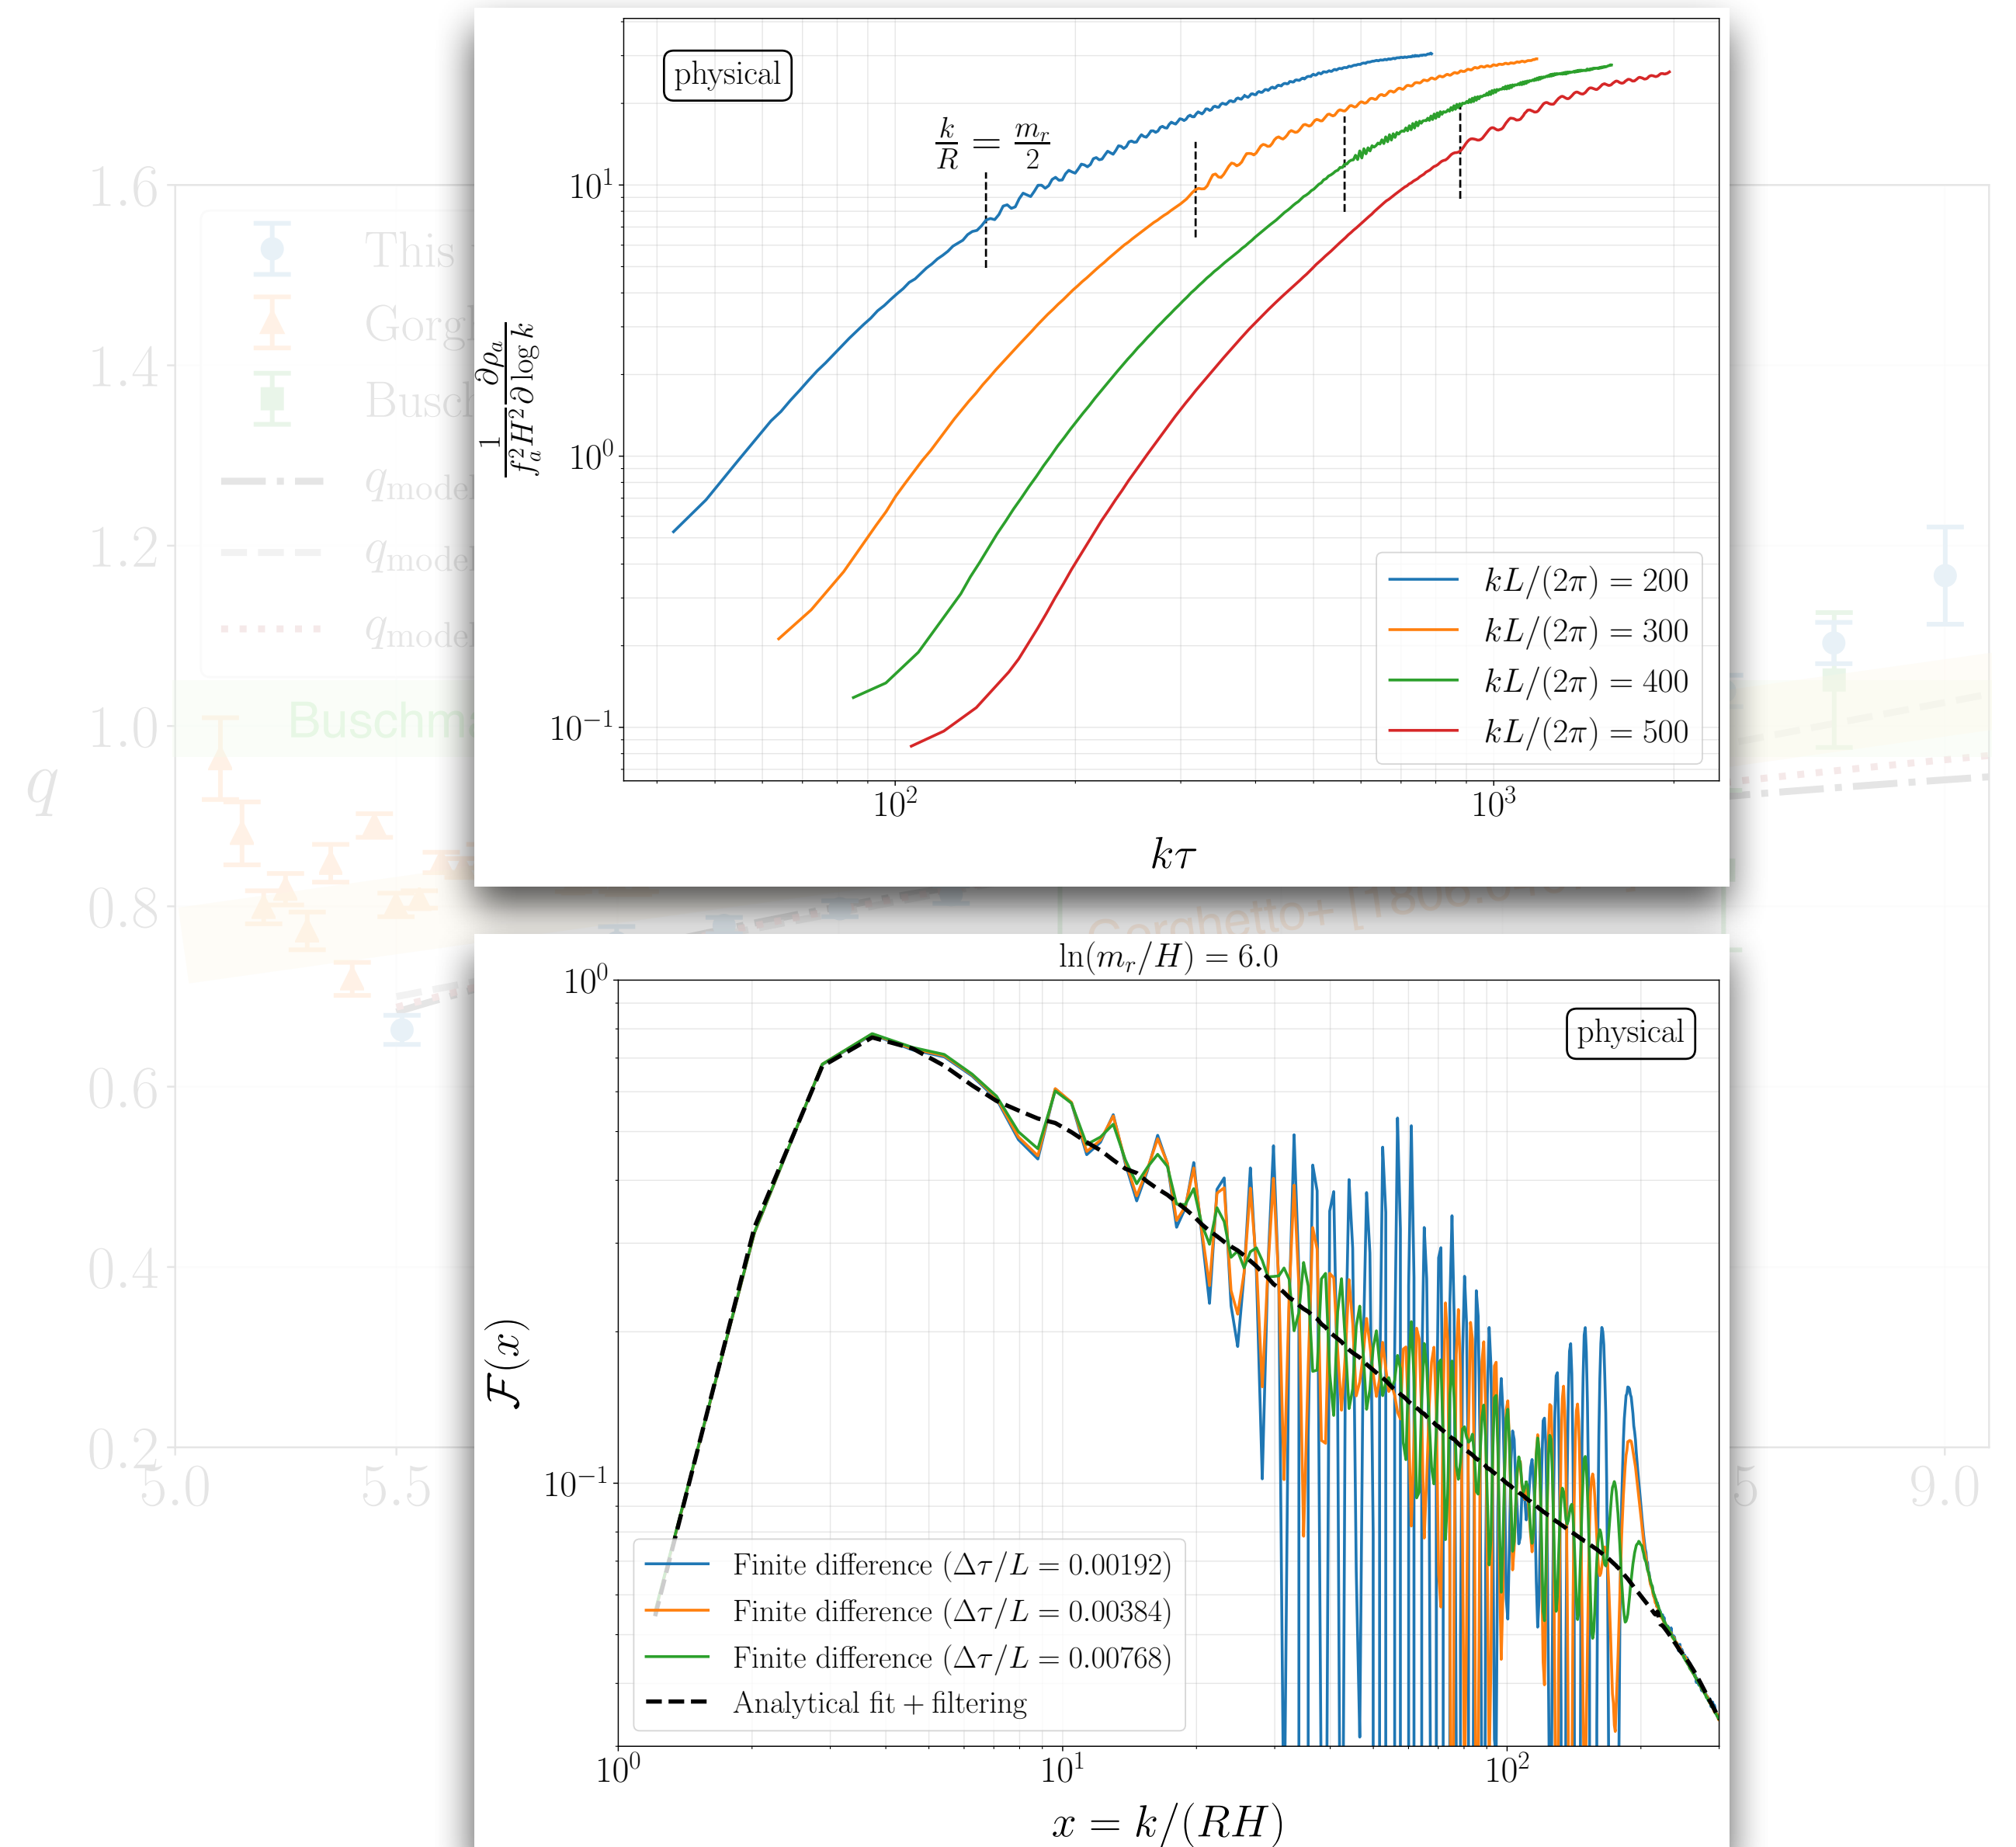 physical
k/R = m_r/2
1/(f_a^2 H^2) ∂ρ_a/(∂ log k)
10^1
10^0
10^{-1}
kL/(2π) = 200
kL/(2π) = 300
kL/(2π) = 400
kL/(2π) = 500
10^2
10^3
kτ
ln(m_r/H) = 6.0
10^0
physical
F(x)
10^{-1}
Finite difference (Δτ/L = 0.00192)
Finite difference (Δτ/L = 0.00384)
Finite difference (Δτ/L = 0.00768)
Analytical fit + filtering
10^0
10^1
10^2
x = k/(RH)
1.6
1.4
1.2
1.0
0.8
0.6
0.4
0.2
q
This
q_model
q_model
q_model
5.0
5.5
9.0